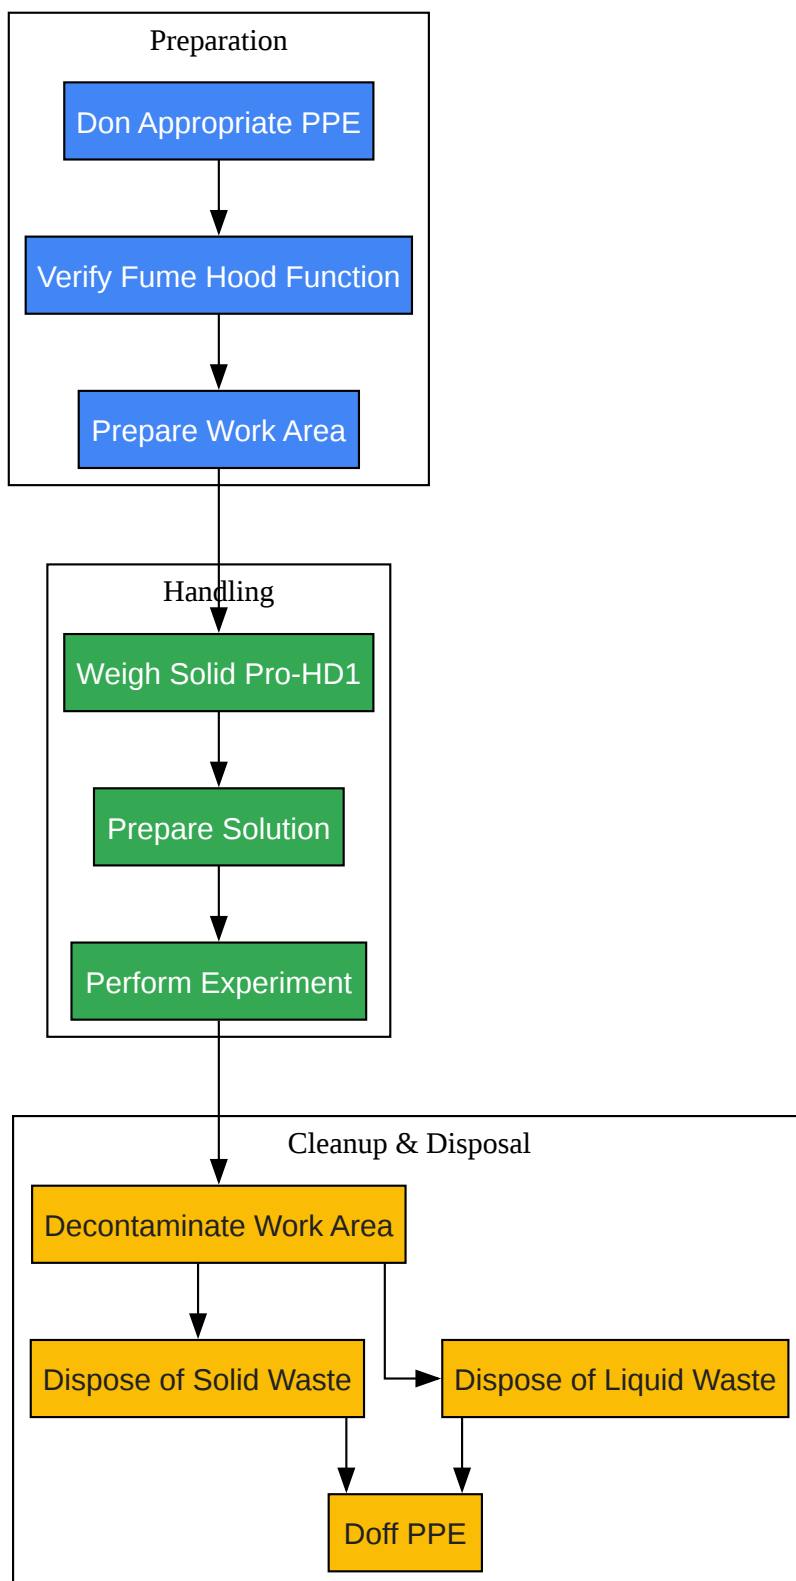 Preparation
Don Appropriate PPE
Verify Fume Hood Function
Prepare Work Area
Handling
Weigh Solid Pro-HD1
Prepare Solution
Perform Experiment
Cleanup & Disposal
Decontaminate Work Area
Dispose of Solid Waste
Dispose of Liquid Waste
Doff PPE